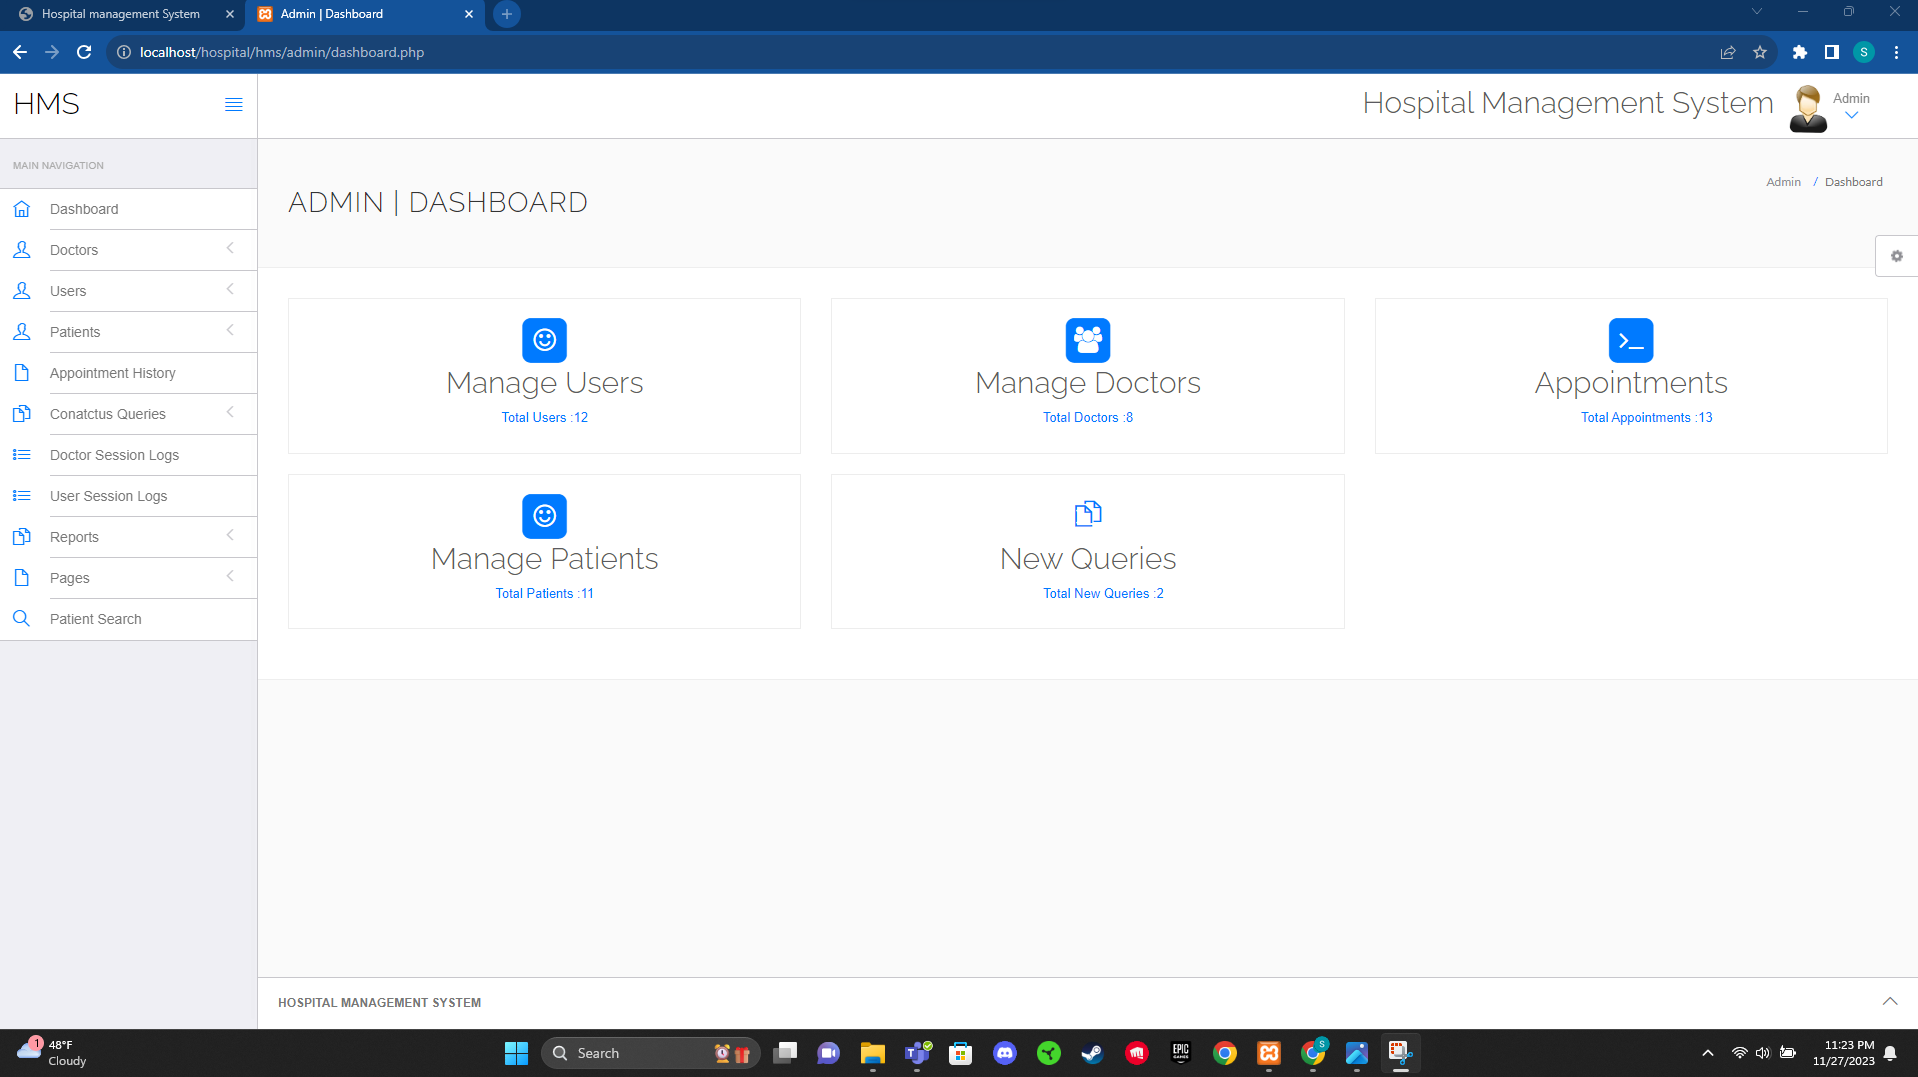 Hospital management System
Admin | Dashboard
localhost/hospital/hms/admin/dashboard.php
S
HMS
Hospital Management System
Admin
MAIN NAVIGATION
Dashboard
Doctors
Users
Patients
Appointment History
Conatctus Queries
Doctor Session Logs
User Session Logs
Reports
Pages
Patient Search
ADMIN | DASHBOARD
Admin / Dashboard
Manage Users
Total Users :12
Manage Doctors
Total Doctors :8
Appointments
Total Appointments :13
Manage Patients
Total Patients :11
New Queries
Total New Queries :2
HOSPITAL MANAGEMENT SYSTEM
1
48°F
Cloudy
Search
EPIC
GAMES
S
11:23 PM
11/27/2023